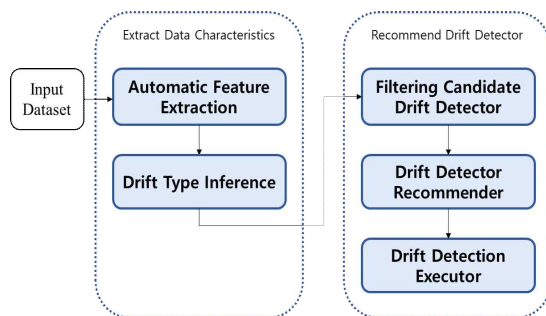 Extract Data Characteristics
Recommend Drift Detector
Input
Dataset
Automatic Feature
Extraction
Drift Type Inference
Filtering Candidate
Drift Detector
Drift Detector
Recommender
Drift Detection
Executor